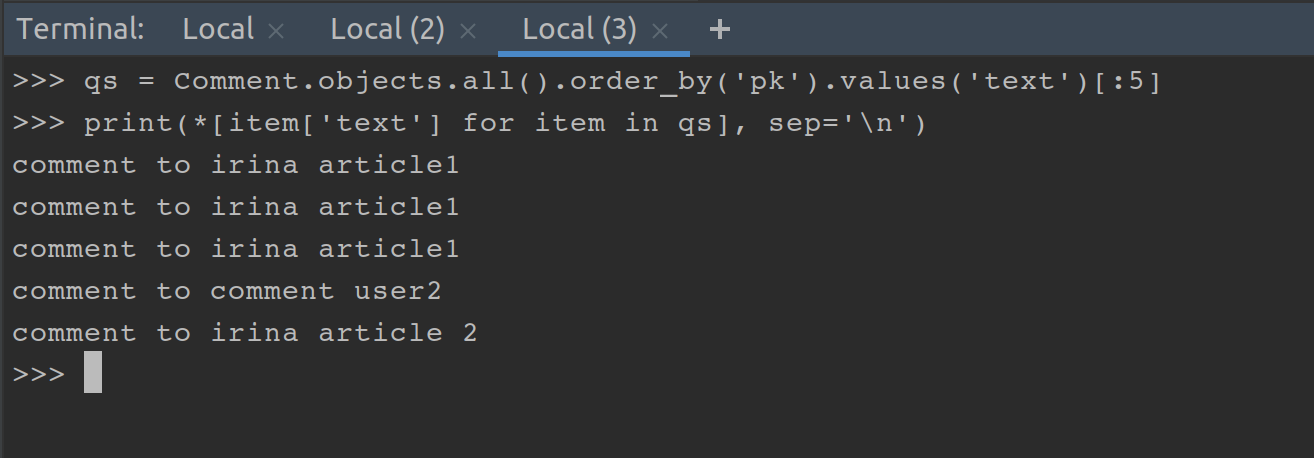 Terminal: Local × Local (2) × Local (3) × +
>>> qs = Comment.objects.all().order_by('pk').values('text')[:5]
>>> print(*[item['text'] for item in qs], sep='\n')
comment to irina article1
comment to irina article1
comment to irina article1
comment to comment user2
comment to irina article 2
>>>